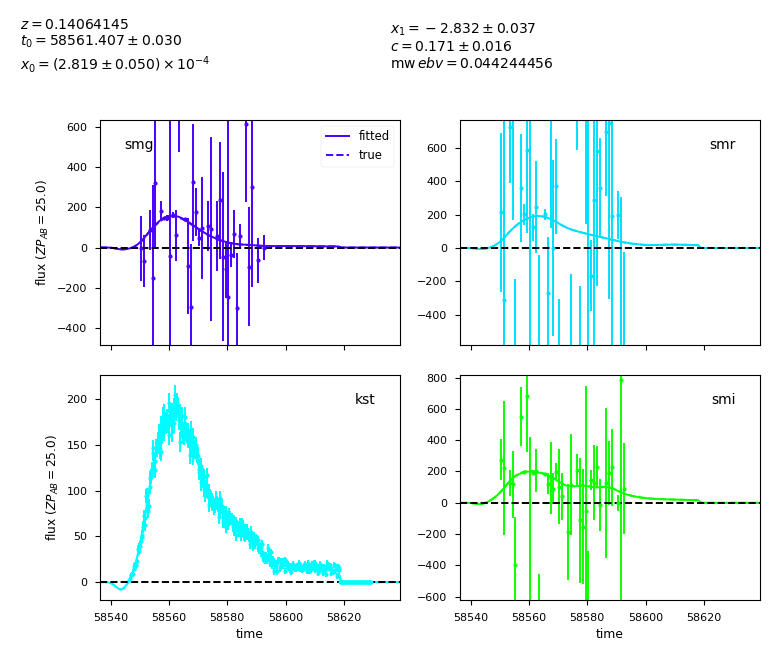 z = 0.14064145
t₀ = 58561.407 ± 0.030
x₀ = (2.819 ± 0.050) × 10⁻⁴
x₁ = −2.832 ± 0.037
c = 0.171 ± 0.016
mw ebv = 0.044244456
600
400
200
0
−200
−400
flux (ZP_AB = 25.0)
smg
fitted
true
600
400
200
0
−200
−400
smr
200
150
100
50
0
flux (ZP_AB = 25.0)
kst
58540
58560
58580
58600
58620
time
800
600
400
200
0
−200
−400
−600
smi
58540
58560
58580
58600
58620
time